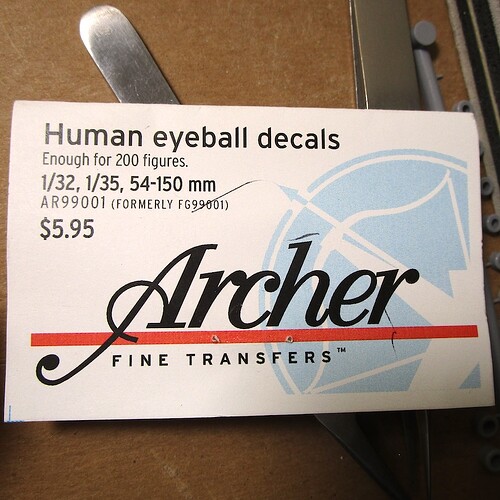 Human eyeball decals
Enough for 200 figures.
1/32, 1/35, 54-150 mm
AR99001 (FORMERLY FG99001)
$5.95
Archer
FINE TRANSFERS™